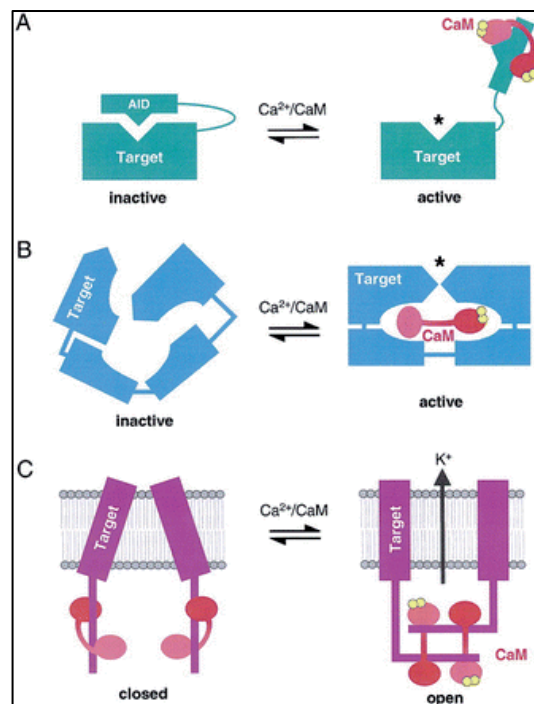 A
CaM
AID
Ca²⁺/CaM
*
Target
Target
inactive
active
B
*
Target
Target
Ca²⁺/CaM
CaM
inactive
active
C
K⁺
Ca²⁺/CaM
Target
Target
CaM
closed
open